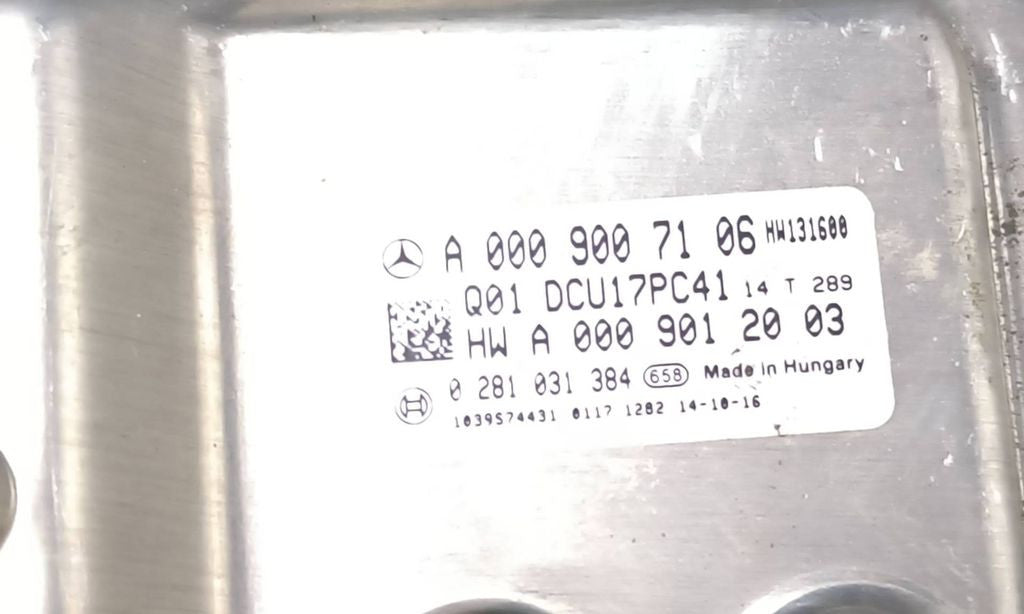 A 000 900 71 06 HW131600
Q01 DCU17PC41 14 T 289
HW A 000 901 20 03
0 281 031 384 658 Made in Hungary
1039S74431 0117 1282 14-10-16